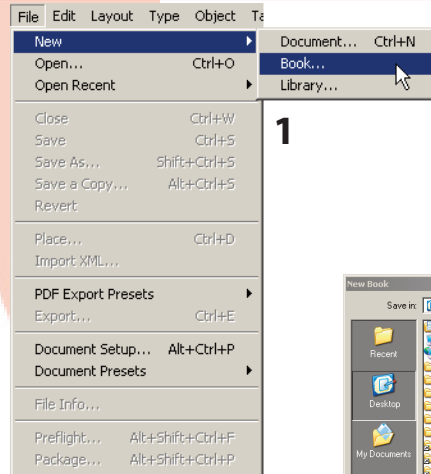 File Edit Layout Type Object
New
Open... Ctrl+O
Open Recent
Close Ctrl+W
Save Ctrl+S
Save As... Shift+Ctrl+S
Save a Copy... Alt+Ctrl+S
Revert
Place... Ctrl+D
Import XML...
PDF Export Presets
Export... Ctrl+E
Document Setup... Alt+Ctrl+P
Document Presets
File Info...
Preflight... Alt+Shift+Ctrl+F
Package... Alt+Shift+Ctrl+P
Document... Ctrl+N
Book...
Library...
1
New Book
Save in:
Recent
Desktop
My Documents